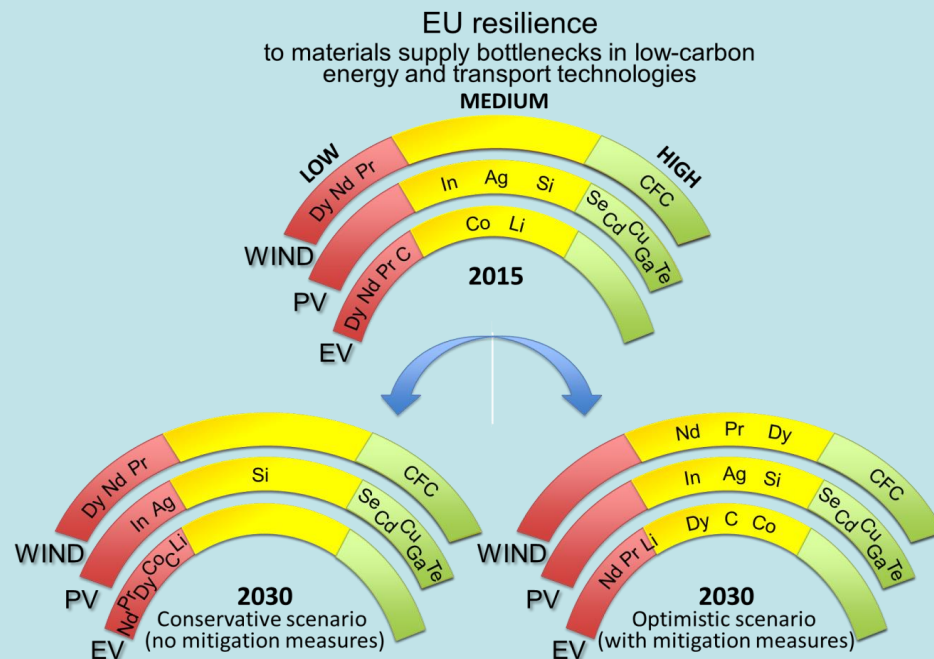 EU resilience
to materials supply bottlenecks in low-carbon
energy and transport technologies
MEDIUM
LOW
HIGH
Dy Nd Pr
CFC
WIND
In Ag Si
Se Cd Cu Ga Te
PV
Dy Nd Pr C
Co Li
EV
2015
Dy Nd Pr
CFC
WIND
In Ag
Si
Se Cd Cu Ga Te
PV
Nd Pr Dy Co C Li
EV
2030
Conservative scenario
(no mitigation measures)
Nd Pr Dy
CFC
WIND
In Ag Si
Se Cd Cu Ga Te
PV
Nd Pr Li
Dy C Co
EV
2030
Optimistic scenario
(with mitigation measures)